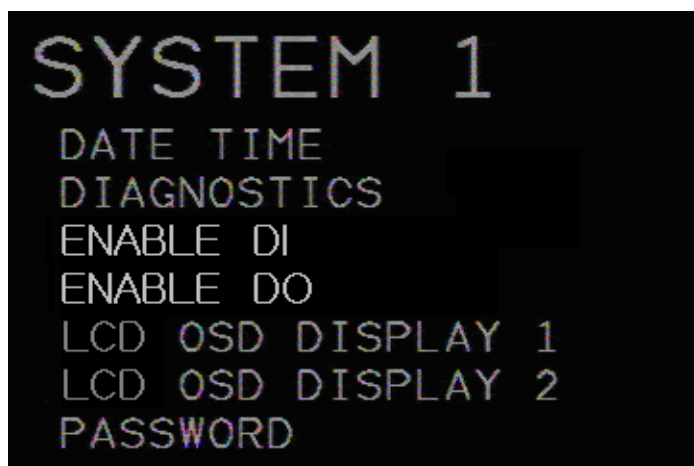 SYSTEM 1
DATE TIME
DIAGNOSTICS
ENABLE DI
ENABLE DO
LCD OSD DISPLAY 1
LCD OSD DISPLAY 2
PASSWORD